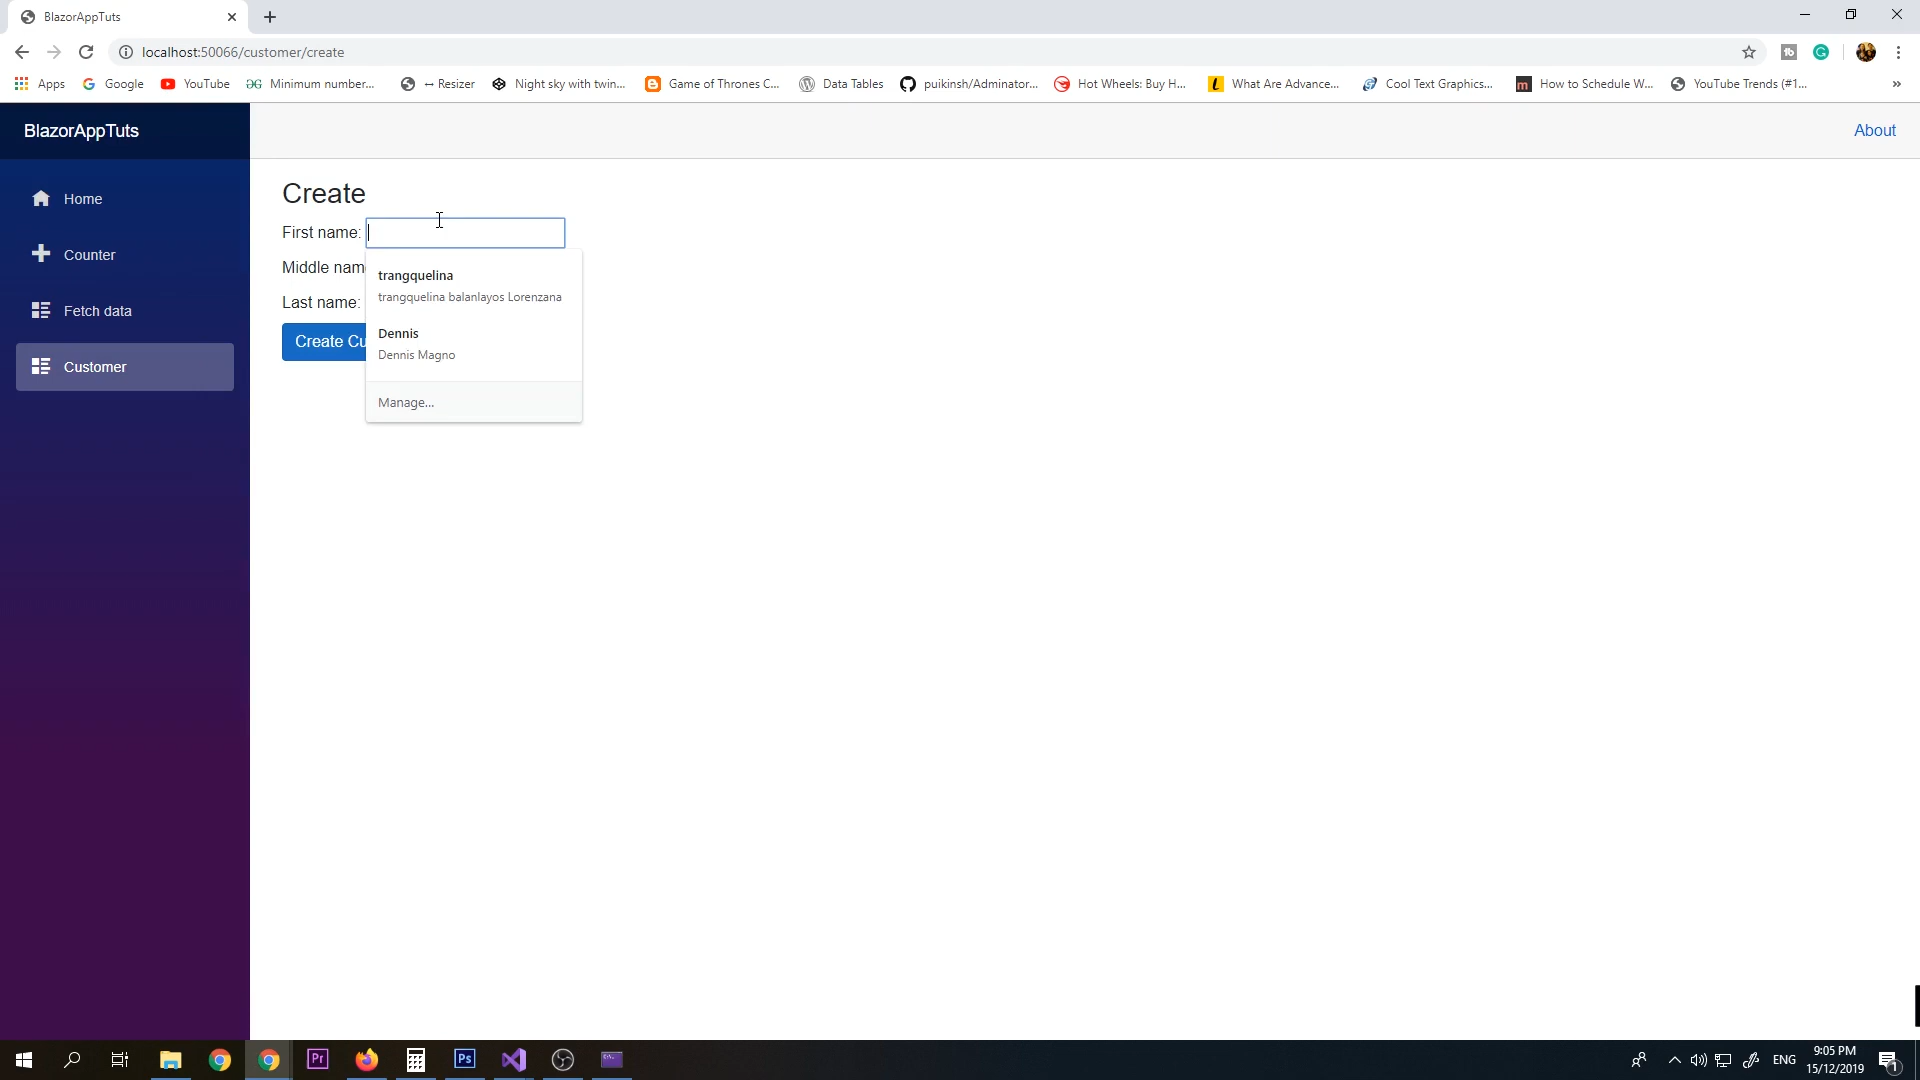 BlazorAppTuts
localhost:50066/customer/create
Apps Google YouTube Minimum number... ↔ Resizer Night sky with twin... Game of Thrones C... Data Tables puikinsh/Adminator... Hot Wheels: Buy H... What Are Advance... Cool Text Graphics... How to Schedule W... YouTube Trends (#1... »
BlazorAppTuts
About
Home
Counter
Fetch data
Customer
Create
First name:
Middle nam
Last name:
Create Cu
trangquelina
trangquelina balanlayos Lorenzana
Dennis
Dennis Magno
Manage...
Pr
Ps
ENG
9:05 PM
15/12/2019
1